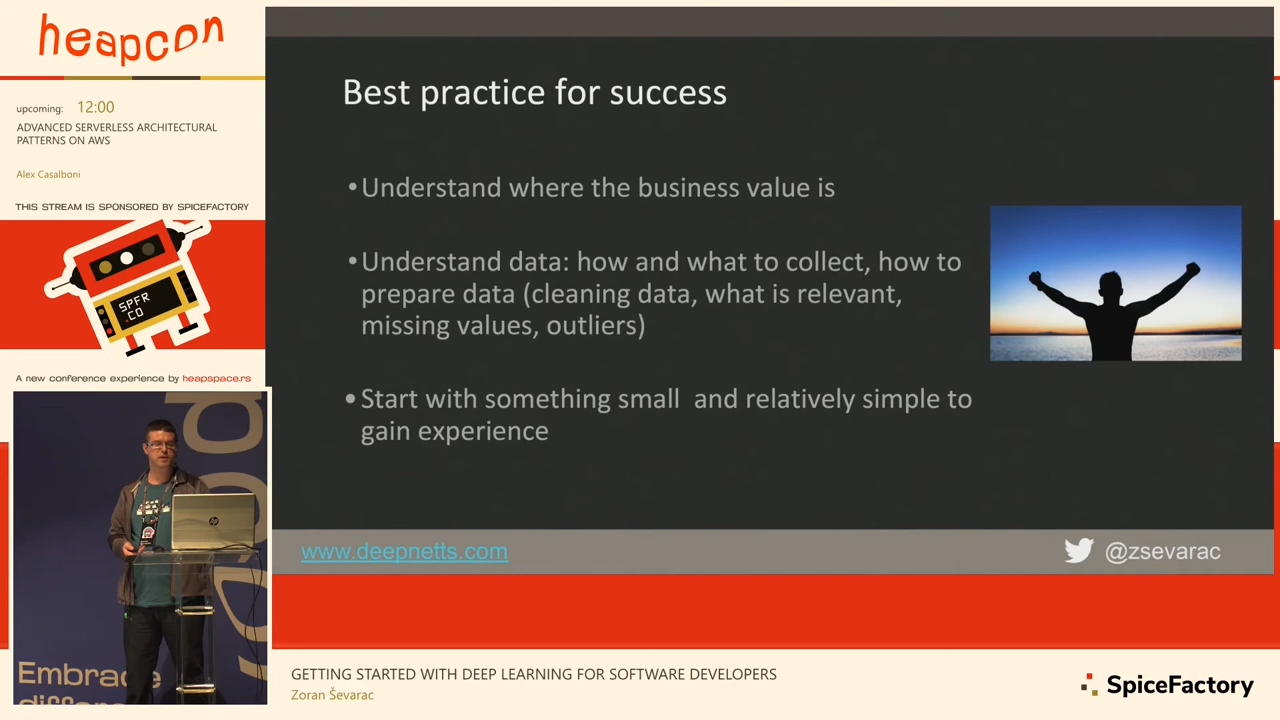 heapcon
upcoming: 12:00
ADVANCED SERVERLESS ARCHITECTURAL
PATTERNS ON AWS
Alex Casalboni
THIS STREAM IS SPONSORED BY SPICEFACTORY
SPFR
.CO
A new conference experience by heapspace.rs
Best practice for success
•Understand where the business value is
•Understand data: how and what to collect, how to
prepare data (cleaning data, what is relevant,
missing values, outliers)
•Start with something small and relatively simple to
gain experience
www.deepnetts.com
@zsevarac
hp
Embrace
GETTING STARTED WITH DEEP LEARNING FOR SOFTWARE DEVELOPERS
Zoran Ševarac
SpiceFactory